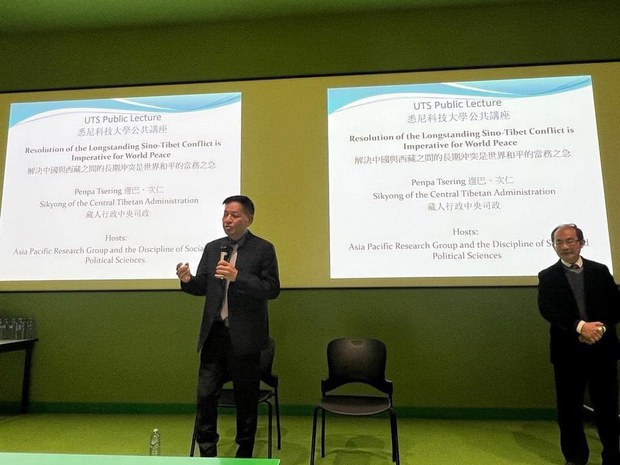 UTS Public Lecture
悉尼科技大學公共講座
Resolution of the Longstanding Sino-Tibet Conflict is
Imperative for World Peace
解決中國與西藏之間的長期沖突是世界和平的當務之急
Penpa Tsering 邊巴・次仁
Sikyong of the Central Tibetan Administration
藏人行政中央司政
Hosts:
Asia Pacific Research Group and the Discipline of
Political Sciences
UTS Public Lecture
悉尼科技大學公共講座
Resolution of the Longstanding Sino-Tibet Conflict is
Imperative for World Peace
解決中國與西藏之間的長期沖突是世界和平的當務之急
Penpa Tsering 邊巴・次仁
Sikyong of the Central Tibetan Administration
藏人行政中央司政
Hosts:
Asia Pacific Research Group and the Discipline of
Political Sciences